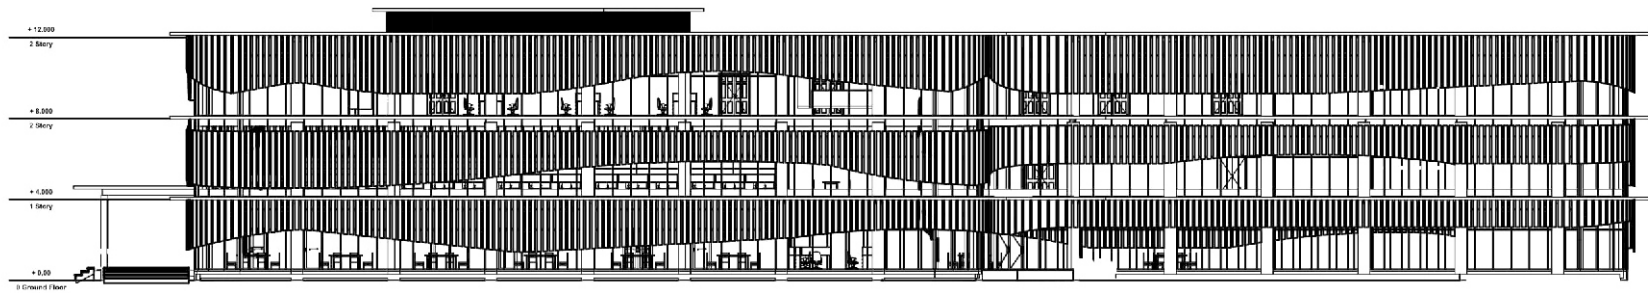 + 12.000
2 Story
+ 8.000
2 Story
+ 4.000
1 Story
+ 0,00
0 Ground Floor